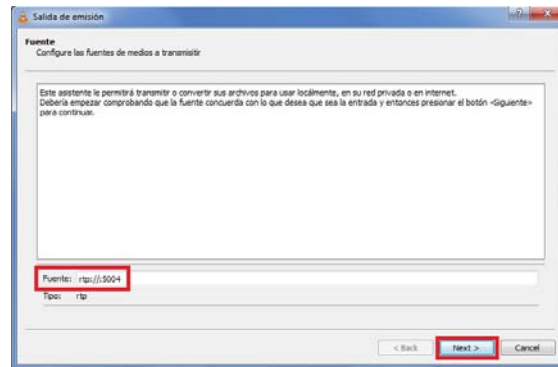 Salida de emisión
Fuente
Configure las fuentes de medios a transmisitir
Este asistente le permitirá transmitir o convertir sus archivos para usar locálmente, en su red privada o en internet.
Debería empezar comprobando que la fuente concuerda con lo que desea que sea la entrada y entonces presionar el botón «Siguiente»
para continuar.
Fuente: rtp://:5004
Tipo: rtp
< Back Next > Cancel